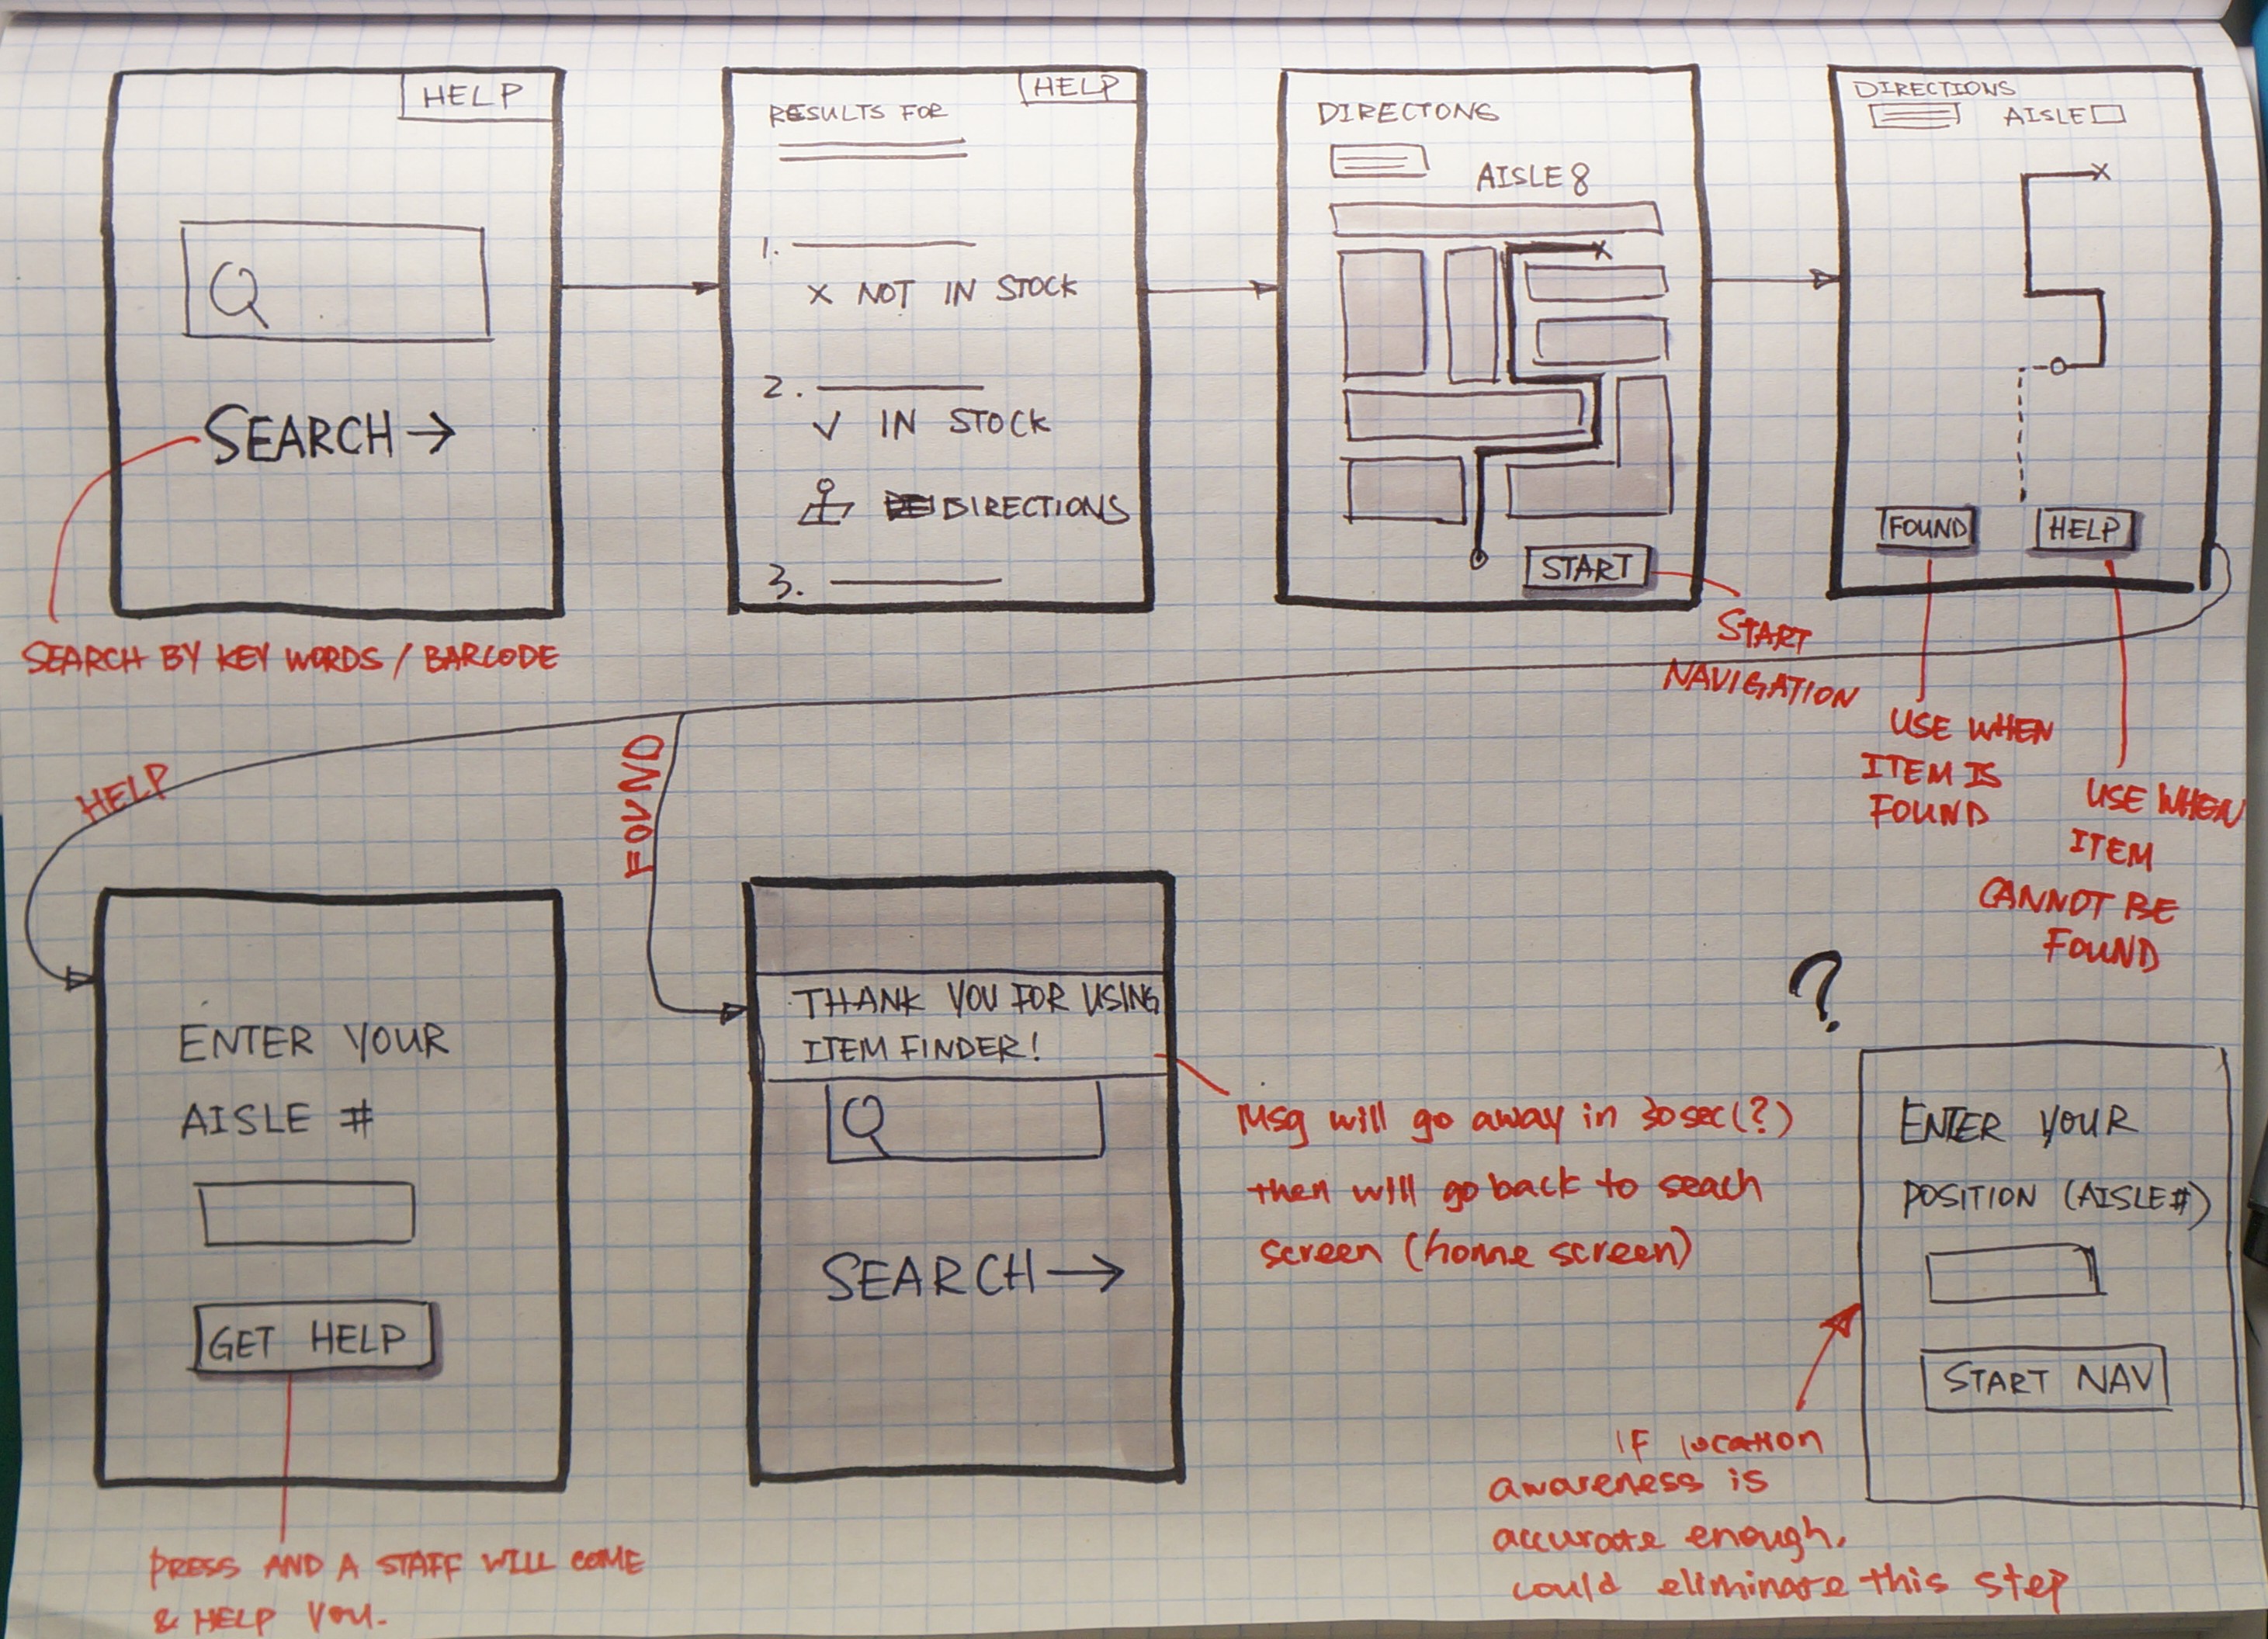 HELP
SEARCH →
SEARCH BY KEY WORDS / BARCODE
HELP
RESULTS FOR
1.
x NOT IN STOCK
2.
✓ IN STOCK
DIRECTIONS
3.
DIRECTONS
AISLE 8
START
START
NAVIGATION
DIRECTIONS
AISLE
x
FOUND
HELP
USE WHEN
ITEM IS
FOUND
USE WHEN
ITEM
CANNOT BE
FOUND
HELP
FOUND
ENTER YOUR
AISLE #
GET HELP
PRESS AND A STAFF WILL COME
& HELP YOU.
THANK YOU FOR USING
ITEM FINDER!
SEARCH →
Msg will go away in 30 sec(?)
then will go back to seach
screen (home screen)
?
ENTER YOUR
POSITION (AISLE #)
START NAV
IF location
awareness is
accurate enough,
could eliminate this step